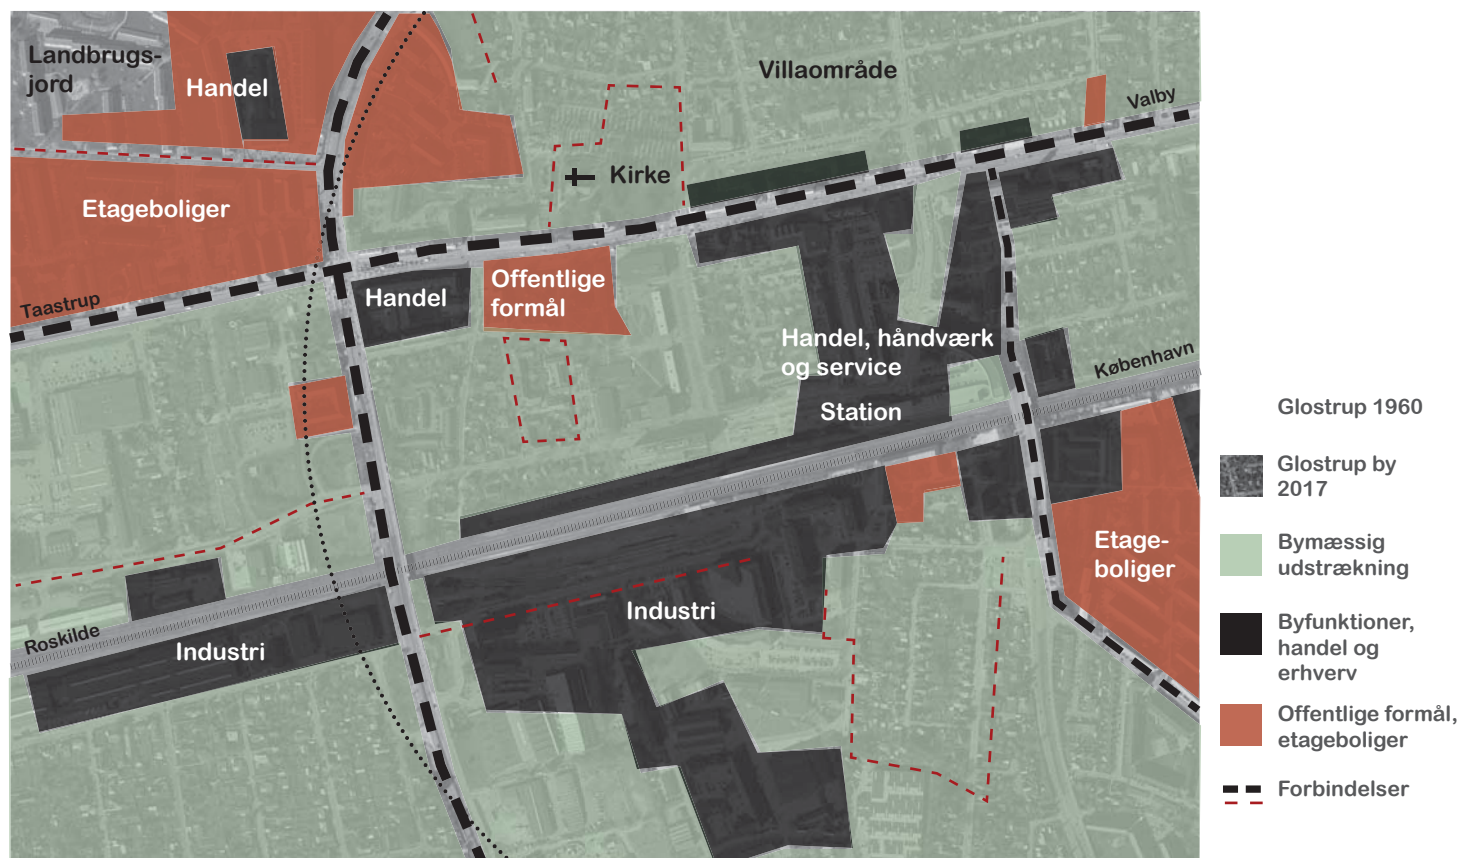 Landbrugs-
jord
Handel
Villaområde
Valby
Kirke
Etageboliger
Taastrup
Handel
Offentlige
formål
Handel, håndværk
og service
København
Station
Etage-
boliger
Industri
Roskilde
Industri
Glostrup 1960
Glostrup by
2017
Bymæssig
udstrækning
Byfunktioner,
handel og
erhverv
Offentlige formål,
etageboliger
Forbindelser